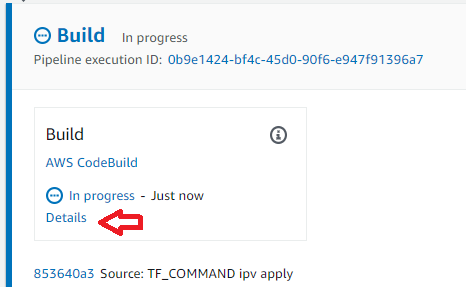 Build In progress
Pipeline execution ID: 0b9e1424-bf4c-45d0-90f6-e947f91396a7
Build
AWS CodeBuild
In progress - Just now
Details
853640a3 Source: TF_COMMAND ipv apply